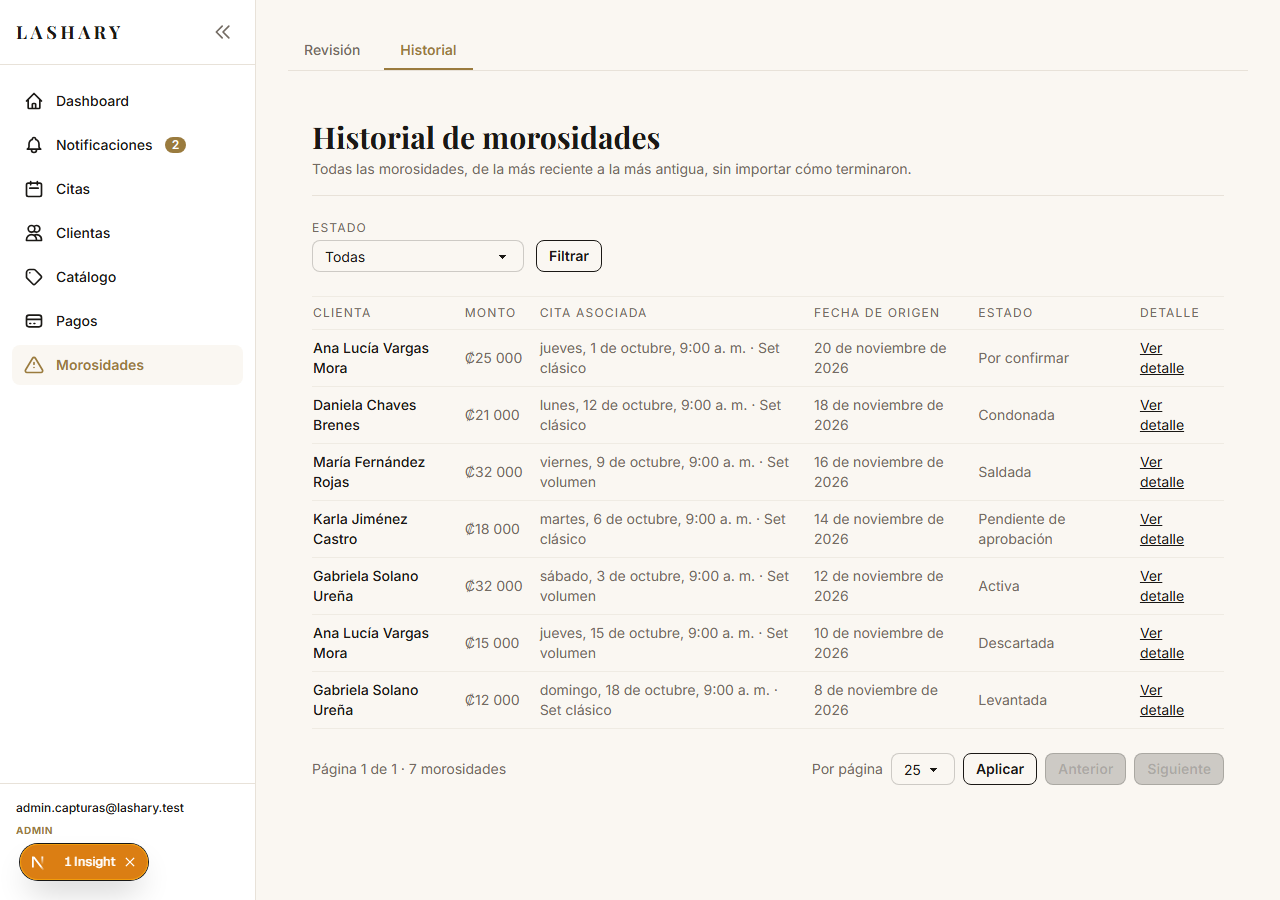 LASHARY
Dashboard
Notificaciones 2
Citas
Clientas
Catálogo
Pagos
Morosidades
admin.capturas@lashary.test
ADMIN
N 1 Insight
Revisión Historial
Historial de morosidades
Todas las morosidades, de la más reciente a la más antigua, sin importar cómo terminaron.
ESTADO
Todas Filtrar
CLIENTA MONTO CITA ASOCIADA FECHA DE ORIGEN ESTADO DETALLE
Ana Lucía Vargas Mora ₡25 000 jueves, 1 de octubre, 9:00 a. m. · Set clásico 20 de noviembre de 2026 Por confirmar Ver detalle
Daniela Chaves Brenes ₡21 000 lunes, 12 de octubre, 9:00 a. m. · Set clásico 18 de noviembre de 2026 Condonada Ver detalle
María Fernández Rojas ₡32 000 viernes, 9 de octubre, 9:00 a. m. · Set volumen 16 de noviembre de 2026 Saldada Ver detalle
Karla Jiménez Castro ₡18 000 martes, 6 de octubre, 9:00 a. m. · Set clásico 14 de noviembre de 2026 Pendiente de aprobación Ver detalle
Gabriela Solano Ureña ₡32 000 sábado, 3 de octubre, 9:00 a. m. · Set volumen 12 de noviembre de 2026 Activa Ver detalle
Ana Lucía Vargas Mora ₡15 000 jueves, 15 de octubre, 9:00 a. m. · Set volumen 10 de noviembre de 2026 Descartada Ver detalle
Gabriela Solano Ureña ₡12 000 domingo, 18 de octubre, 9:00 a. m. · Set clásico 8 de noviembre de 2026 Levantada Ver detalle
Página 1 de 1 · 7 morosidades Por página 25 Aplicar Anterior Siguiente